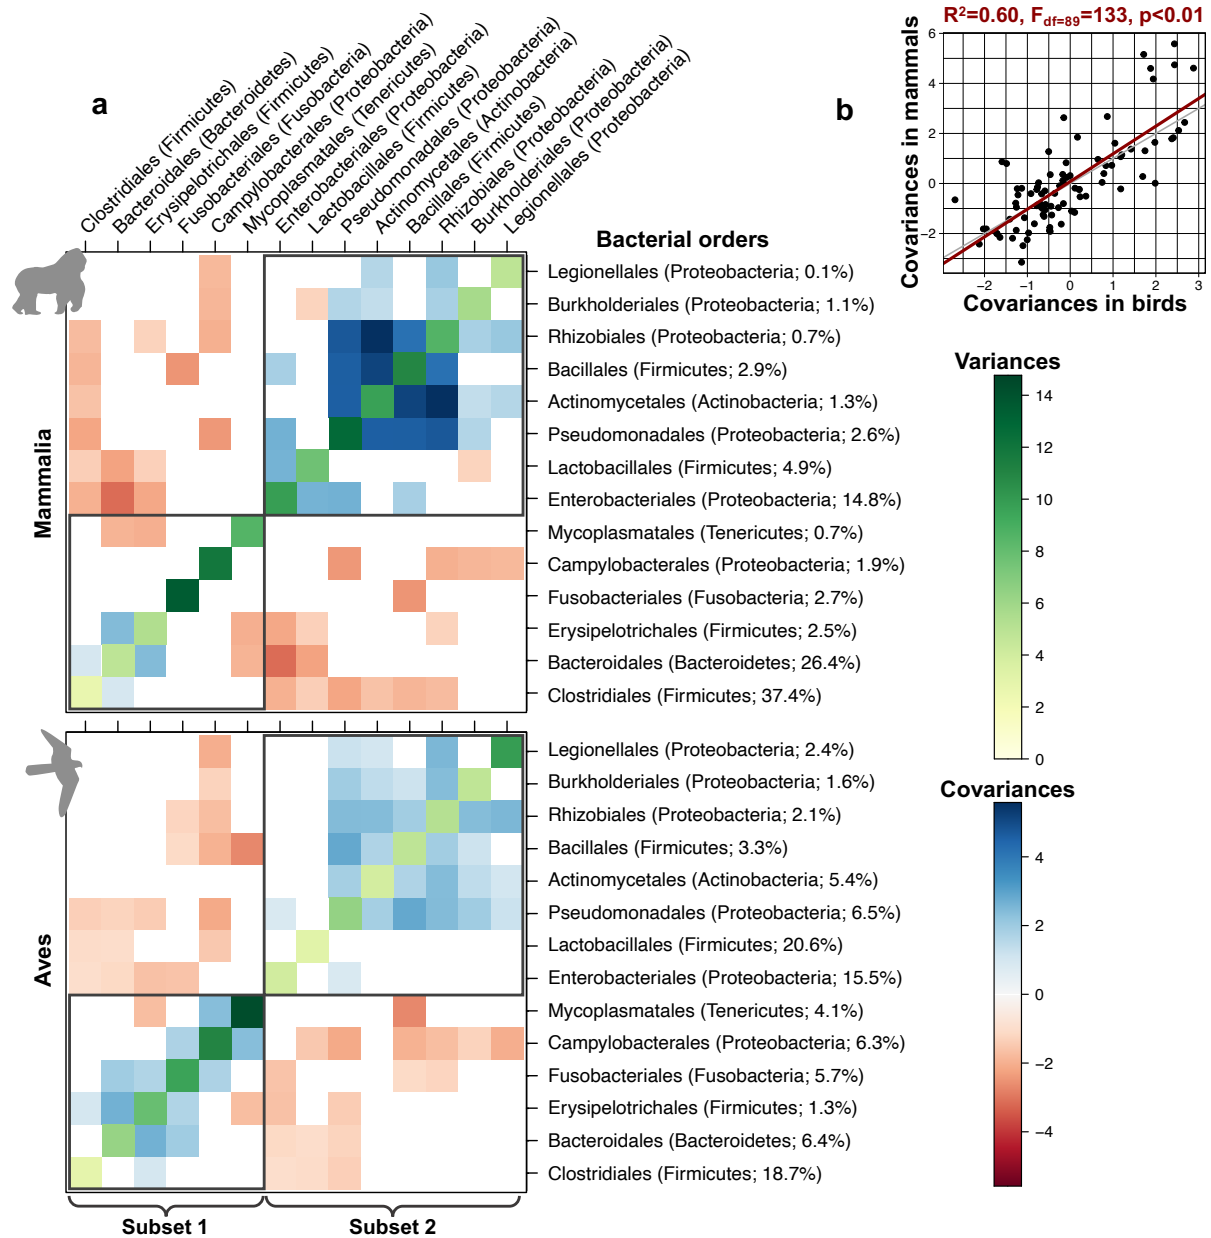 a
Clostridiales (Firmicutes)
Bacteroidales (Bacteroidetes)
Erysipelotrichales (Firmicutes)
Fusobacteriales (Fusobacteria)
Campylobacterales (Proteobacteria)
Mycoplasmatales (Tenericutes)
Enterobacteriales (Proteobacteria)
Lactobacillales (Firmicutes)
Pseudomonadales (Proteobacteria)
Actinomycetales (Actinobacteria)
Bacillales (Firmicutes)
Rhizobiales (Proteobacteria)
Burkholderiales (Proteobacteria)
Legionellales (Proteobacteria)
Bacterial orders
Mammalia
Legionellales (Proteobacteria; 0.1%)
Burkholderiales (Proteobacteria; 1.1%)
Rhizobiales (Proteobacteria; 0.7%)
Bacillales (Firmicutes; 2.9%)
Actinomycetales (Actinobacteria; 1.3%)
Pseudomonadales (Proteobacteria; 2.6%)
Lactobacillales (Firmicutes; 4.9%)
Enterobacteriales (Proteobacteria; 14.8%)
Mycoplasmatales (Tenericutes; 0.7%)
Campylobacterales (Proteobacteria; 1.9%)
Fusobacteriales (Fusobacteria; 2.7%)
Erysipelotrichales (Firmicutes; 2.5%)
Bacteroidales (Bacteroidetes; 26.4%)
Clostridiales (Firmicutes; 37.4%)
Aves
Legionellales (Proteobacteria; 2.4%)
Burkholderiales (Proteobacteria; 1.6%)
Rhizobiales (Proteobacteria; 2.1%)
Bacillales (Firmicutes; 3.3%)
Actinomycetales (Actinobacteria; 5.4%)
Pseudomonadales (Proteobacteria; 6.5%)
Lactobacillales (Firmicutes; 20.6%)
Enterobacteriales (Proteobacteria; 15.5%)
Mycoplasmatales (Tenericutes; 4.1%)
Campylobacterales (Proteobacteria; 6.3%)
Fusobacteriales (Fusobacteria; 5.7%)
Erysipelotrichales (Firmicutes; 1.3%)
Bacteroidales (Bacteroidetes; 6.4%)
Clostridiales (Firmicutes; 18.7%)
Subset 1
Subset 2
b
R²=0.60, F df=89=133, p<0.01
Covariances in mammals
6
4
2
0
−2
−2
−1
0
1
2
3
Covariances in birds
Variances
14
12
10
8
6
4
2
0
Covariances
4
2
0
−2
−4